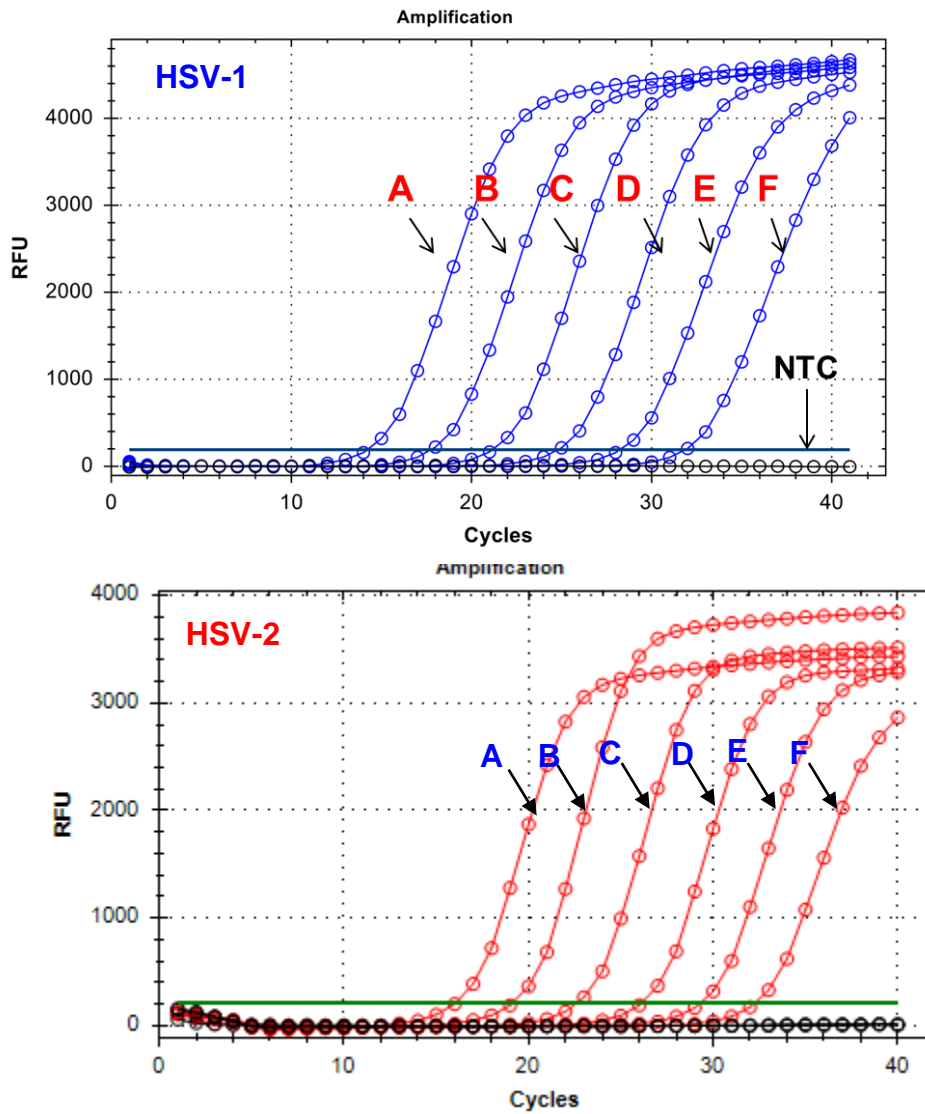 Amplification
HSV-1
4000
3000
2000
1000
0
RFU
A B C D E F
NTC
0 10 20 30 40
Cycles
Amplification
HSV-2
4000
3000
2000
1000
0
RFU
A B C D E F
0 10 20 30 40
Cycles